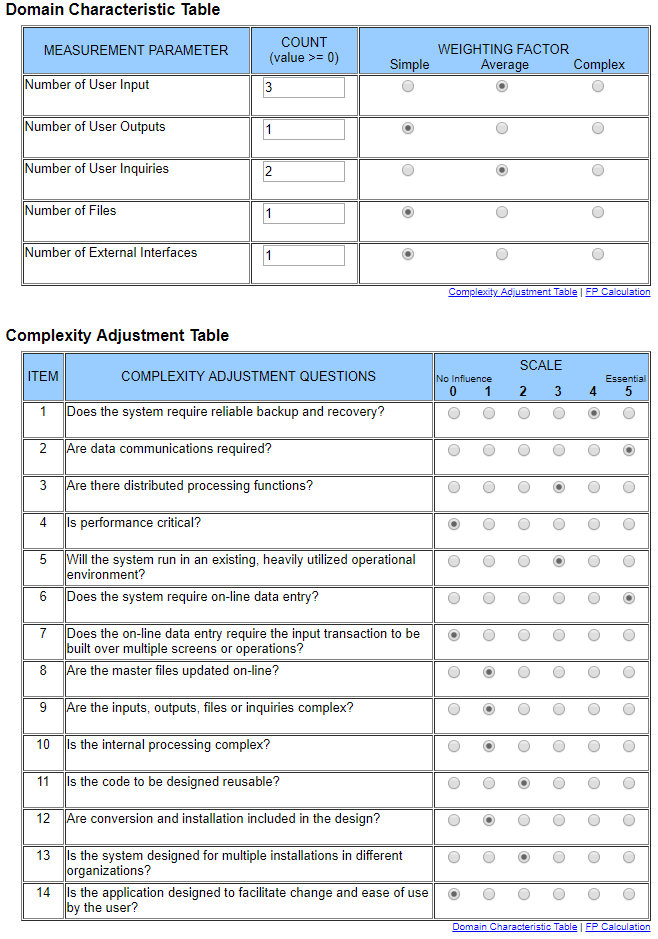 Domain Characteristic Table
MEASUREMENT PARAMETER
COUNT
(value >= 0)
WEIGHTING FACTOR
Simple Average Complex
Number of User Input 3
Number of User Outputs 1
Number of User Inquiries 2
Number of Files 1
Number of External Interfaces 1
Complexity Adjustment Table | FP Calculation
Complexity Adjustment Table
ITEM
COMPLEXITY ADJUSTMENT QUESTIONS
SCALE
No Influence Essential
0 1 2 3 4 5
1 Does the system require reliable backup and recovery?
2 Are data communications required?
3 Are there distributed processing functions?
4 Is performance critical?
5 Will the system run in an existing, heavily utilized operational
environment?
6 Does the system require on-line data entry?
7 Does the on-line data entry require the input transaction to be
built over multiple screens or operations?
8 Are the master files updated on-line?
9 Are the inputs, outputs, files or inquiries complex?
10 Is the internal processing complex?
11 Is the code to be designed reusable?
12 Are conversion and installation included in the design?
13 Is the system designed for multiple installations in different
organizations?
14 Is the application designed to facilitate change and ease of use
by the user?
Domain Characteristic Table | FP Calculation